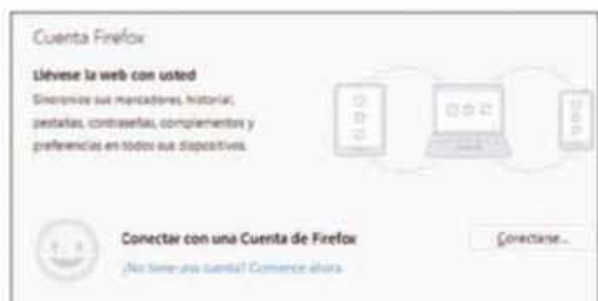 Cuenta Firefox
Llévese la web con usted
Sincronice sus marcadores, historial,
pestañas, contraseñas, complementos y
preferencias en todos sus dispositivos.
Conectar con una Cuenta de Firefox
Conectarse...
¿No tiene una cuenta? Comience ahora